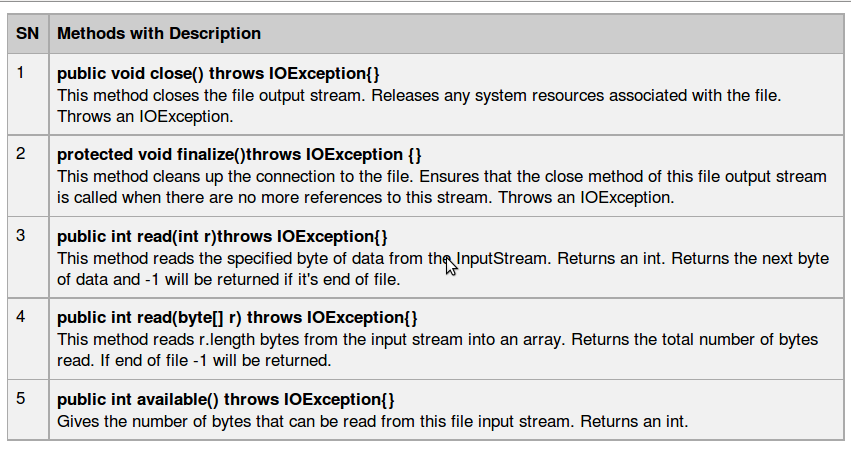 SN Methods with Description
1 public void close() throws IOException{}
This method closes the file output stream. Releases any system resources associated with the file.
Throws an IOException.
2 protected void finalize()throws IOException {}
This method cleans up the connection to the file. Ensures that the close method of this file output stream
is called when there are no more references to this stream. Throws an IOException.
3 public int read(int r)throws IOException{}
This method reads the specified byte of data from the InputStream. Returns an int. Returns the next byte
of data and -1 will be returned if it's end of file.
4 public int read(byte[] r) throws IOException{}
This method reads r.length bytes from the input stream into an array. Returns the total number of bytes
read. If end of file -1 will be returned.
5 public int available() throws IOException{}
Gives the number of bytes that can be read from this file input stream. Returns an int.